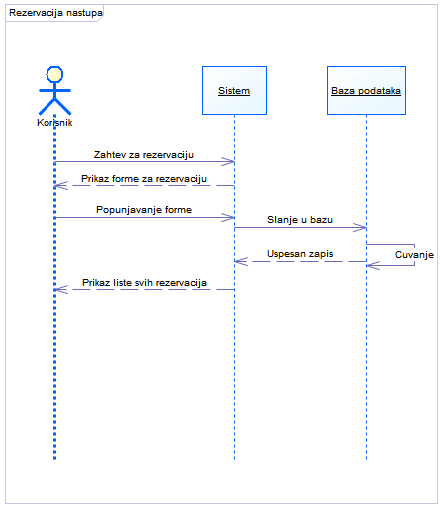 Rezervacija nastupa
Sistem
Baza podataka
Korisnik
Zahtev za rezervaciju
Prikaz forme za rezervaciju
Popunjavanje forme
Slanje u bazu
Uspesan zapis
Cuvanje
Prikaz liste svih rezervacija